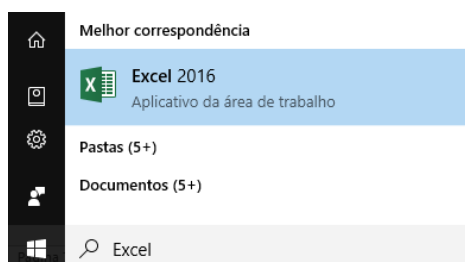 Melhor correspondência
Excel 2016
Aplicativo da área de trabalho
Pastas (5+)
Documentos (5+)
Excel